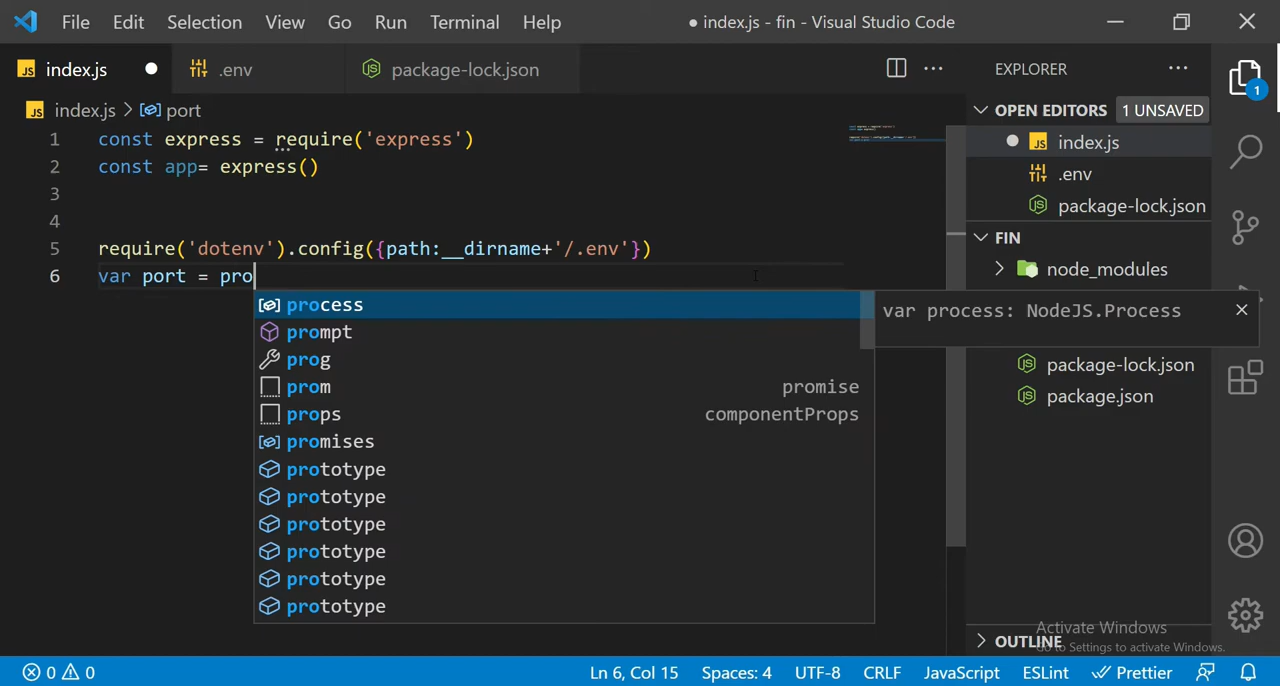 File Edit Selection View Go Run Terminal Help ● index.js - fin - Visual Studio Code
JS index.js ● .env package-lock.json
EXPLORER
JS index.js > port
OPEN EDITORS 1 UNSAVED
1
1 const express = require('express')
2 const app= express()
3
4
5 require('dotenv').config({path:__dirname+'/.env'})
6 var port = pro
● JS index.js
.env
package-lock.json
FIN
node_modules
process
prompt
prog
prom promise
props componentProps
promises
prototype
prototype
prototype
prototype
prototype
prototype
var process: NodeJS.Process
package-lock.json
package.json
OUTLINE
Activate Windows
Go to Settings to activate Windows.
0 0 Ln 6, Col 15 Spaces: 4 UTF-8 CRLF JavaScript ESLint Prettier